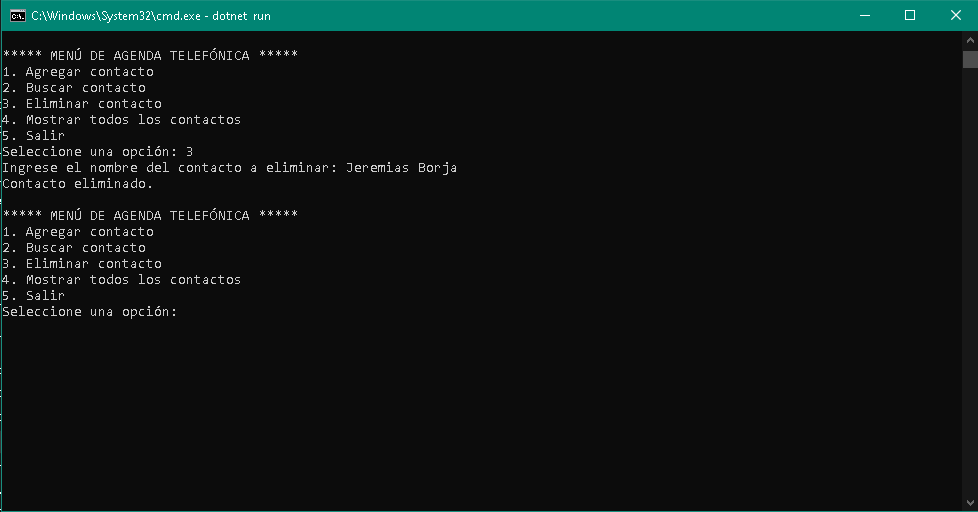 C:\Windows\System32\cmd.exe - dotnet run
***** MENÚ DE AGENDA TELEFÓNICA *****
1. Agregar contacto
2. Buscar contacto
3. Eliminar contacto
4. Mostrar todos los contactos
5. Salir
Seleccione una opción: 3
Ingrese el nombre del contacto a eliminar: Jeremias Borja
Contacto eliminado.
***** MENÚ DE AGENDA TELEFÓNICA *****
1. Agregar contacto
2. Buscar contacto
3. Eliminar contacto
4. Mostrar todos los contactos
5. Salir
Seleccione una opción: